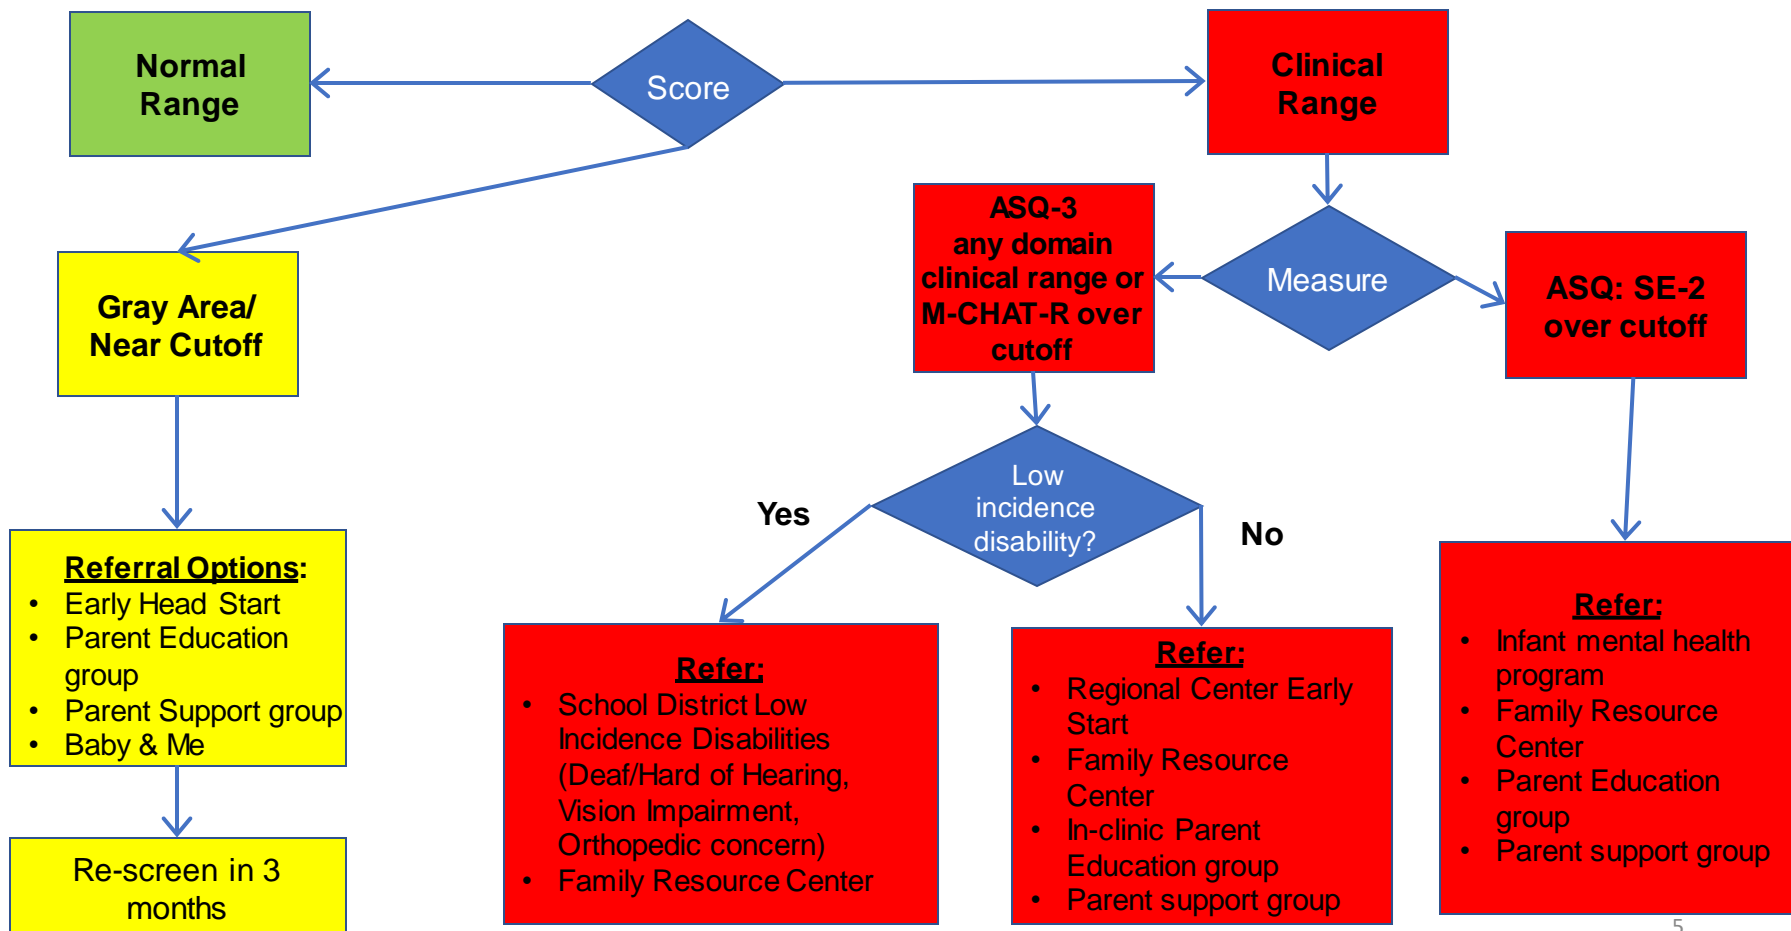 Normal
Range
Score
Clinical
Range
ASQ-3
any domain
clinical range or
M-CHAT-R over
cutoff
Measure
ASQ: SE-2
over cutoff
Gray Area/
Near Cutoff
Low
incidence
disability?
Yes
No
Referral Options:
• Early Head Start
• Parent Education
group
• Parent Support group
• Baby & Me
Re-screen in 3
months
Refer:
• School District Low
Incidence Disabilities
(Deaf/Hard of Hearing,
Vision Impairment,
Orthopedic concern)
• Family Resource Center
Refer:
• Regional Center Early
Start
• Family Resource
Center
• In-clinic Parent
Education group
• Parent support group
Refer:
• Infant mental health
program
• Family Resource
Center
• Parent Education
group
• Parent support group
5